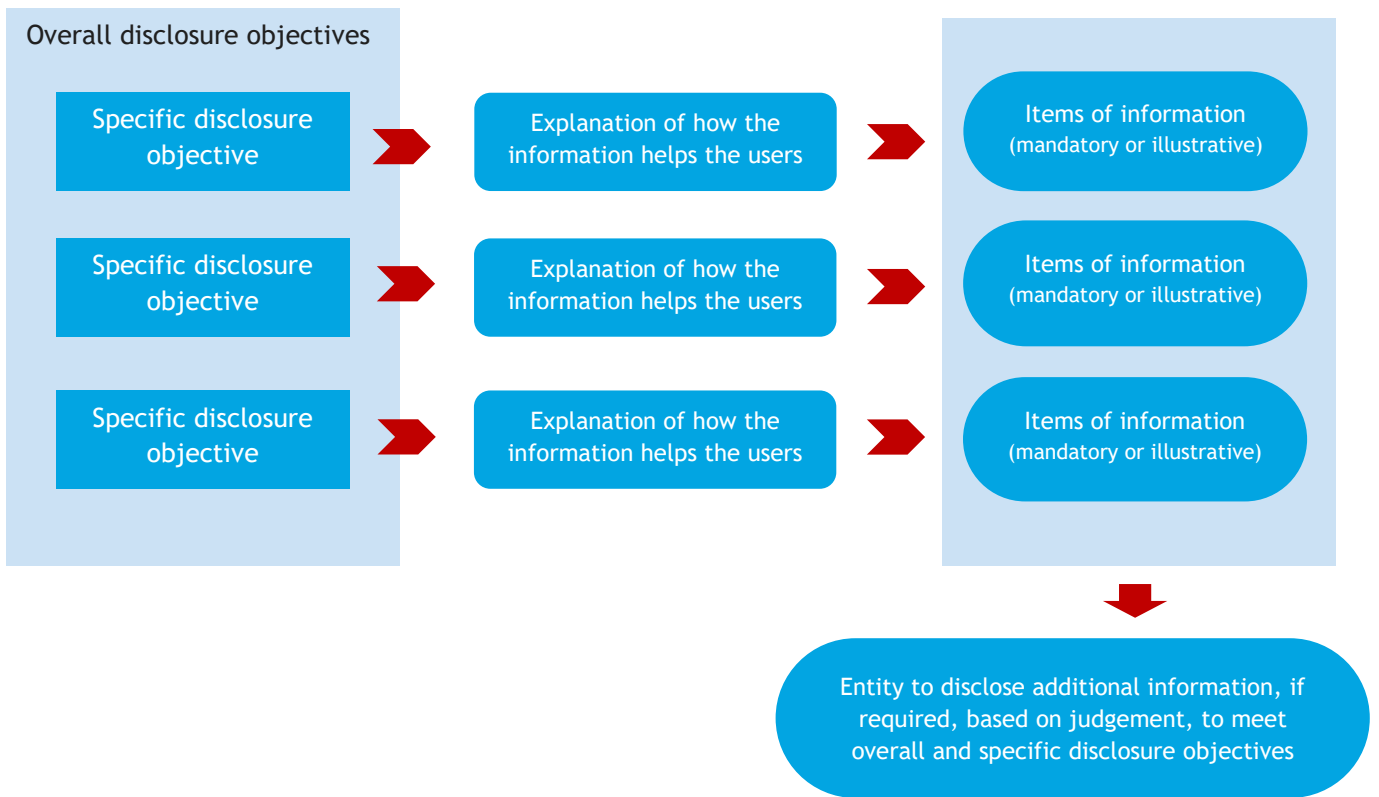 Overall disclosure objectives
Specific disclosure
objective
Explanation of how the
information helps the users
Items of information
(mandatory or illustrative)
Specific disclosure
objective
Explanation of how the
information helps the users
Items of information
(mandatory or illustrative)
Specific disclosure
objective
Explanation of how the
information helps the users
Items of information
(mandatory or illustrative)
Entity to disclose additional information, if
required, based on judgement, to meet
overall and specific disclosure objectives